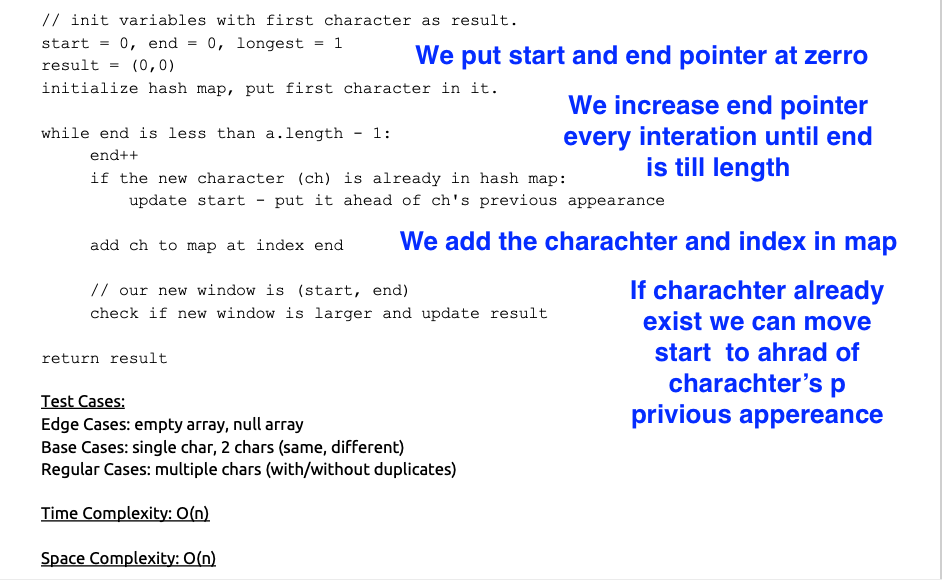 // init variables with first character as result.
start = 0, end = 0, longest = 1
We put start and end pointer at zerro
result = (0,0)
initialize hash map, put first character in it.
We increase end pointer
every interation until end
is till length
while end is less than a.length - 1:
end++
if the new character (ch) is already in hash map:
update start - put it ahead of ch's previous appearance
add ch to map at index end
We add the charachter and index in map
// our new window is (start, end)
check if new window is larger and update result
If charachter already
exist we can move
start to ahrad of
charachter’s p
privious appereance
return result
Test Cases:
Edge Cases: empty array, null array
Base Cases: single char, 2 chars (same, different)
Regular Cases: multiple chars (with/without duplicates)
Time Complexity: O(n)
Space Complexity: O(n)